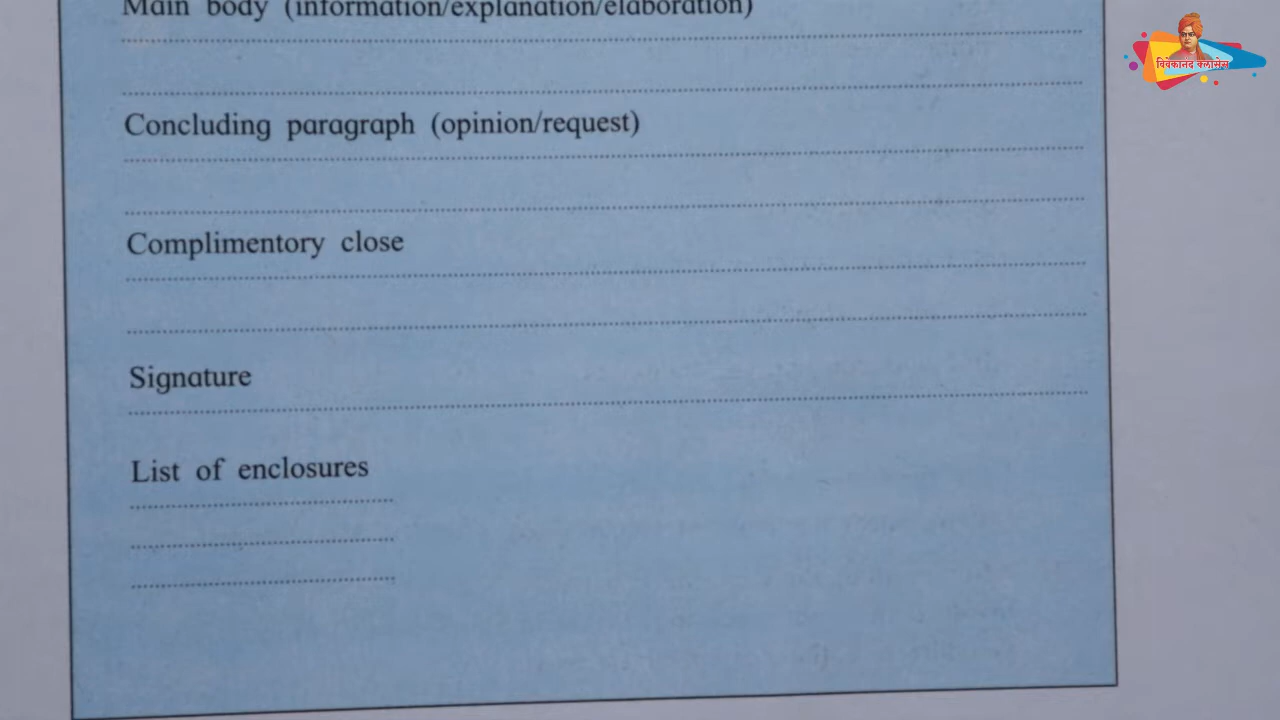 Main body (information/explanation/elaboration)
Concluding paragraph (opinion/request)
Complimentory close
Signature
List of enclosures
विवेकानंद क्लासेस